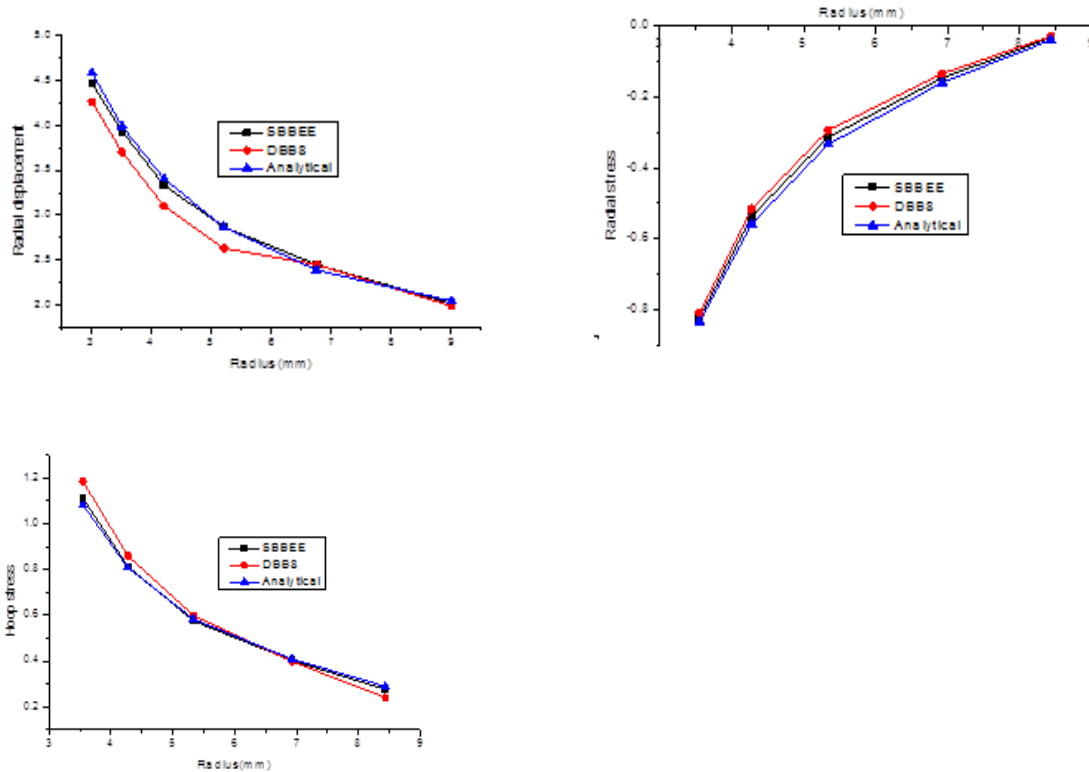 5.0
4.5
4.0
3.5
3.0
2.5
2.0
Radial displacement
SBBEE
DBBS
Analytical
3 4 5 6 7 8 9
Radius(mm)
Radius(mm)
3 4 5 6 7 8 9
0.0
-0.2
-0.4
-0.6
-0.8
Radial stress
SBBEE
DBBS
Analytical
1.2
1.0
0.8
0.6
0.4
0.2
Hoop stress
SBBEE
DBBS
Analytical
3 4 5 6 7 8 9
Radius(mm)